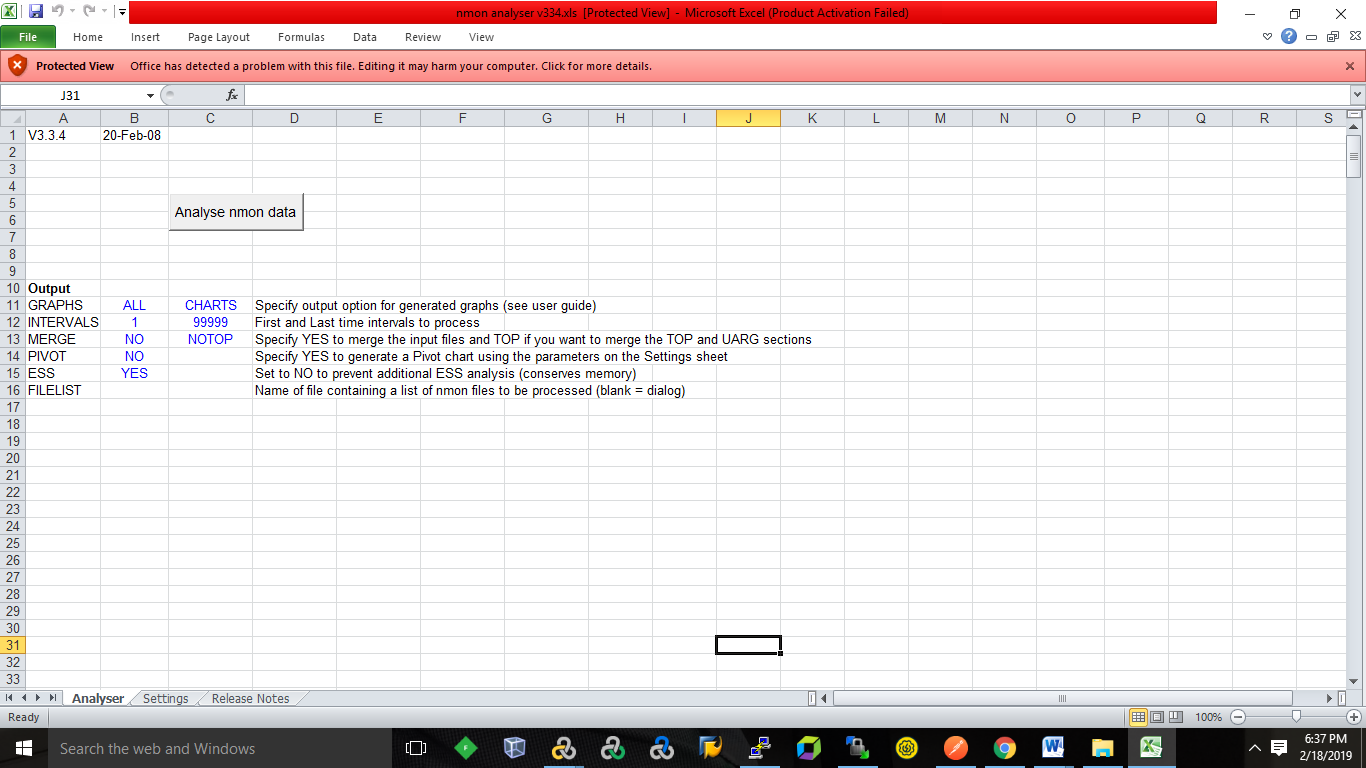 nmon analyser v334.xls [Protected View] - Microsoft Excel (Product Activation Failed)
File Home Insert Page Layout Formulas Data Review View
Protected View Office has detected a problem with this file. Editing it may harm your computer. Click for more details.
J31 fx
A B C D E F G H I J K L M N O P Q R S
1 V3.3.4 20-Feb-08
2
3
4
5
Analyse nmon data
6
7
8
9
10 Output
11 GRAPHS ALL CHARTS Specify output option for generated graphs (see user guide)
12 INTERVALS 1 99999 First and Last time intervals to process
13 MERGE NO NOTOP Specify YES to merge the input files and TOP if you want to merge the TOP and UARG sections
14 PIVOT NO Specify YES to generate a Pivot chart using the parameters on the Settings sheet
15 ESS YES Set to NO to prevent additional ESS analysis (conserves memory)
16 FILELIST Name of file containing a list of nmon files to be processed (blank = dialog)
17
18
19
20
21
22
23
24
25
26
27
28
29
30
31
32
33
Analyser Settings Release Notes
Ready 100%
Search the web and Windows
6:37 PM
2/18/2019